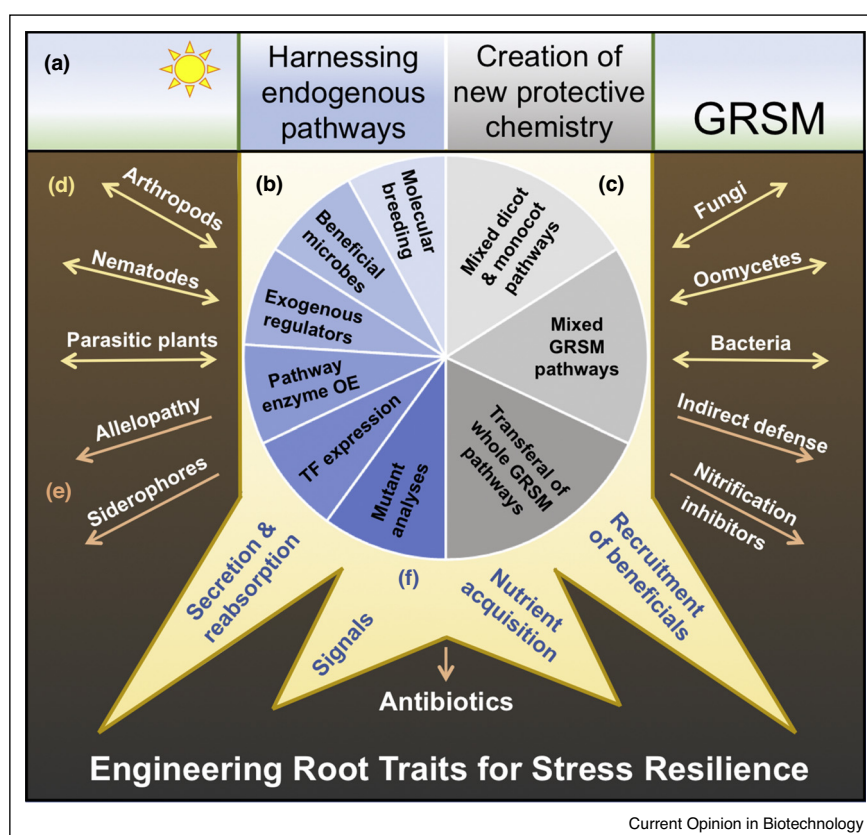 (a)
Harnessing
endogenous
pathways
Creation of
new protective
chemistry
GRSM
(d)
Arthropods
Nematodes
Parasitic plants
Allelopathy
(e)
Siderophores
(b)
Molecular
breeding
Beneficial
microbes
Exogenous
regulators
Pathway
enzyme OE
TF expression
Mutant
analyses
(c)
Mixed dicot
& monocot
pathways
Mixed
GRSM
pathways
Transferal of
whole GRSM
pathways
Fungi
Oomycetes
Bacteria
Indirect defense
Nitrification
inhibitors
(f)
Secretion &
reabsorption
Signals
Nutrient
acquisition
Recruitment
of beneficials
Antibiotics
Engineering Root Traits for Stress Resilience
Current Opinion in Biotechnology